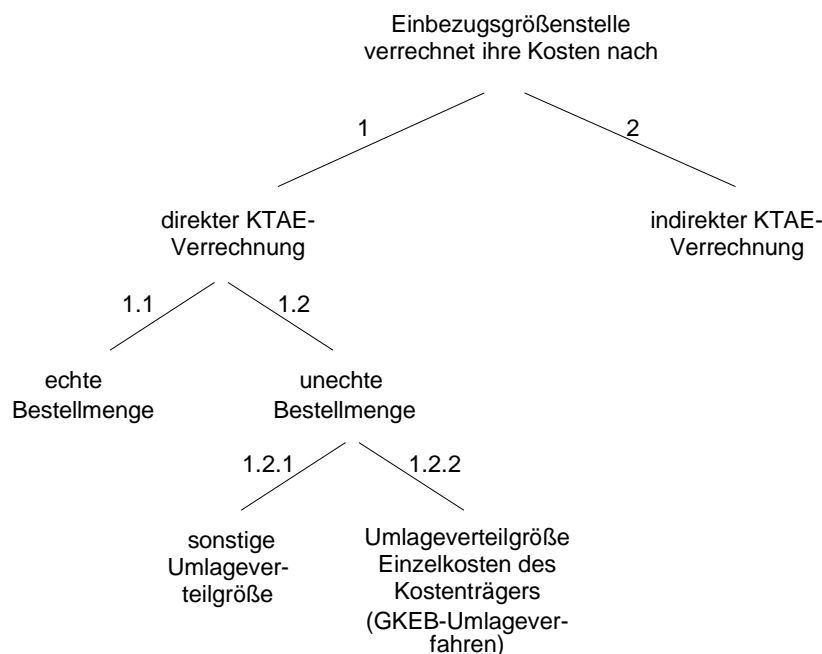 Einbezugsgrößenstelle
verrechnet ihre Kosten nach
1
2
direkter KTAE-
Verrechnung
indirekter KTAE-
Verrechnung
1.1
1.2
echte
Bestellmenge
unechte
Bestellmenge
1.2.1
1.2.2
sonstige
Umlagever-
teilgröße
Umlageverteilgröße
Einzelkosten des
Kostenträgers
(GKEB-Umlagever-
fahren)